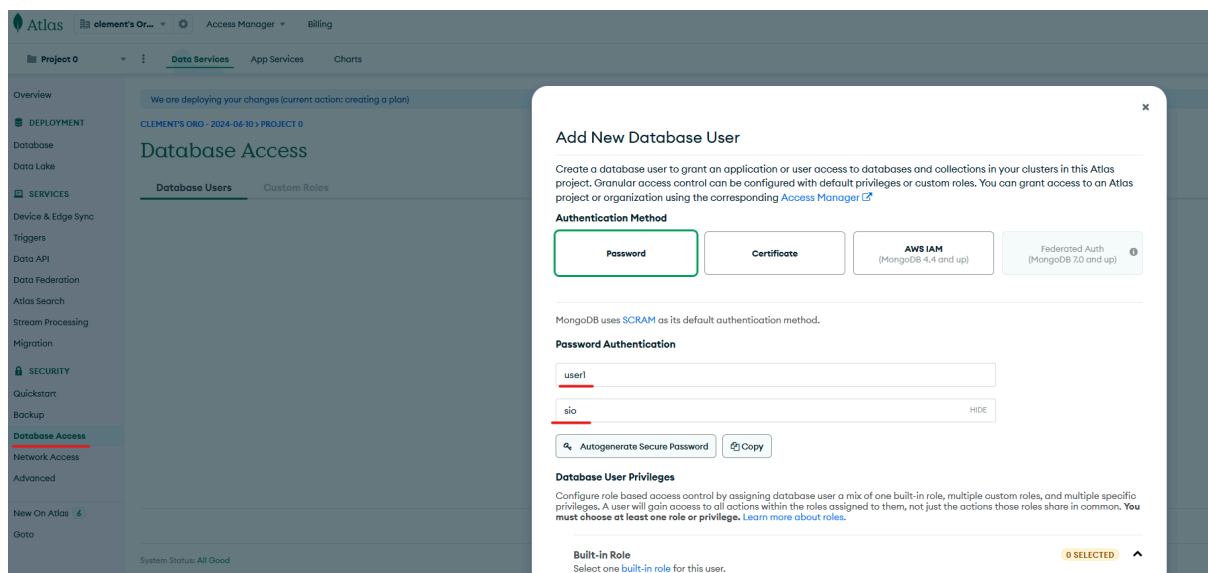 Atlas
clement's Or...
Access Manager
Billing
Project 0
Data Services
App Services
Charts
Overview
DEPLOYMENT
Database
Data Lake
SERVICES
Device & Edge Sync
Triggers
Data API
Data Federation
Atlas Search
Stream Processing
Migration
SECURITY
Quickstart
Backup
Database Access
Network Access
Advanced
New On Atlas 6
Goto
We are deploying your changes (current action: creating a plan)
CLEMENT'S ORG - 2024-06-10 > PROJECT 0
Database Access
Database Users
Custom Roles
System Status: All Good
Add New Database User
Create a database user to grant an application or user access to databases and collections in your clusters in this Atlas
project. Granular access control can be configured with default privileges or custom roles. You can grant access to an Atlas
project or organization using the corresponding Access Manager
Authentication Method
Password
Certificate
AWS IAM
(MongoDB 4.4 and up)
Federated Auth
(MongoDB 7.0 and up)
MongoDB uses SCRAM as its default authentication method.
Password Authentication
user1
sio
HIDE
Autogenerate Secure Password
Copy
Database User Privileges
Configure role based access control by assigning database user a mix of one built-in role, multiple custom roles, and multiple specific
privileges. A user will gain access to all actions within the roles assigned to them, not just the actions those roles share in common. You
must choose at least one role or privilege. Learn more about roles.
Built-in Role
0 SELECTED
Select one built-in role for this user.